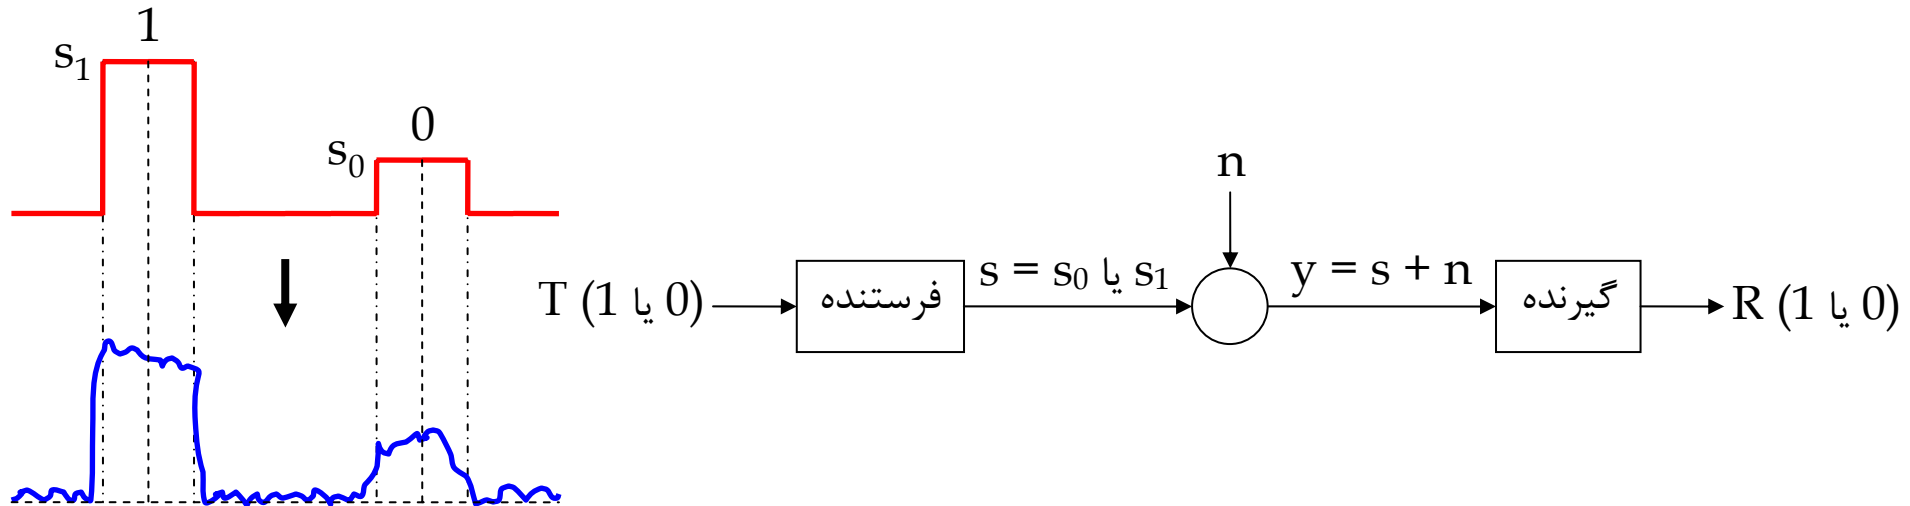 1
s₁
0
s₀
n
T (1 یا 0)
فرستنده
s = s₀ یا s₁
y = s + n
گیرنده
R (1 یا 0)